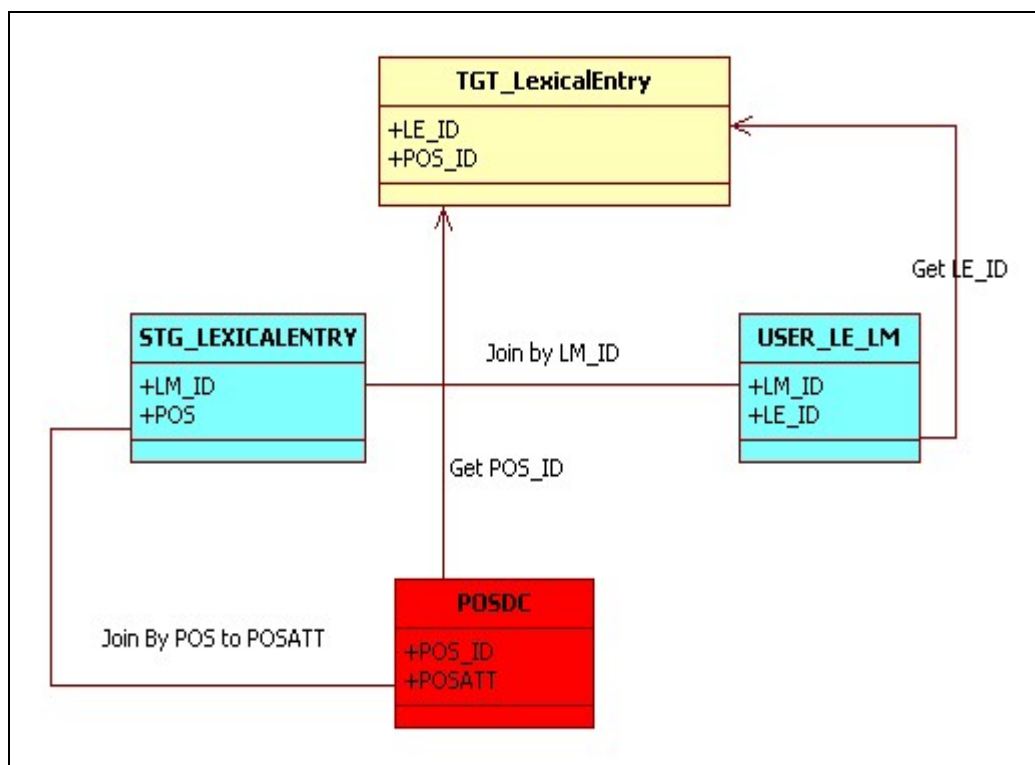 TGT_LexicalEntry
+LE_ID
+POS_ID
Get LE_ID
STG_LEXICALENTRY
+LM_ID
+POS
Join by LM_ID
USER_LE_LM
+LM_ID
+LE_ID
Get POS_ID
Join By POS to POSATT
POSDC
+POS_ID
+POSATT